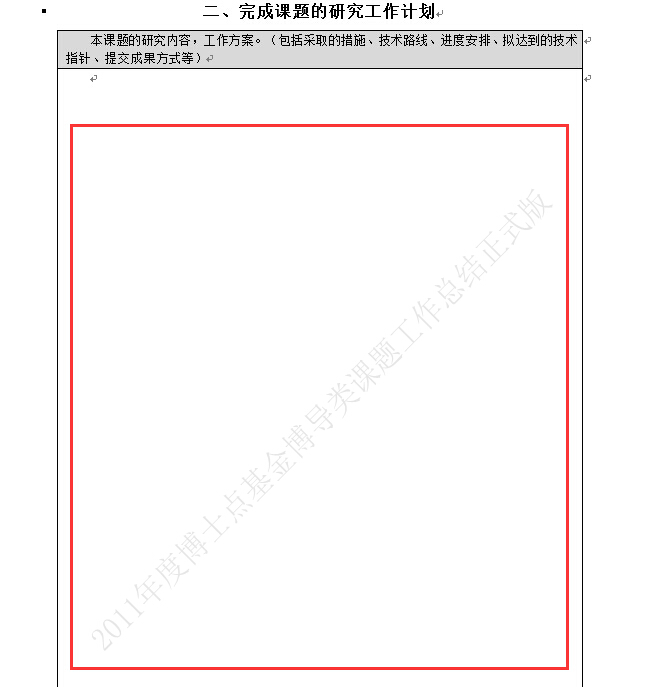 二、完成课题的研究工作计划
本课题的研究内容，工作方案。（包括采取的措施、技术路线、进度安排、拟达到的技术
指针、提交成果方式等）
2011年度博士点基金博导类课题工作总结正式版